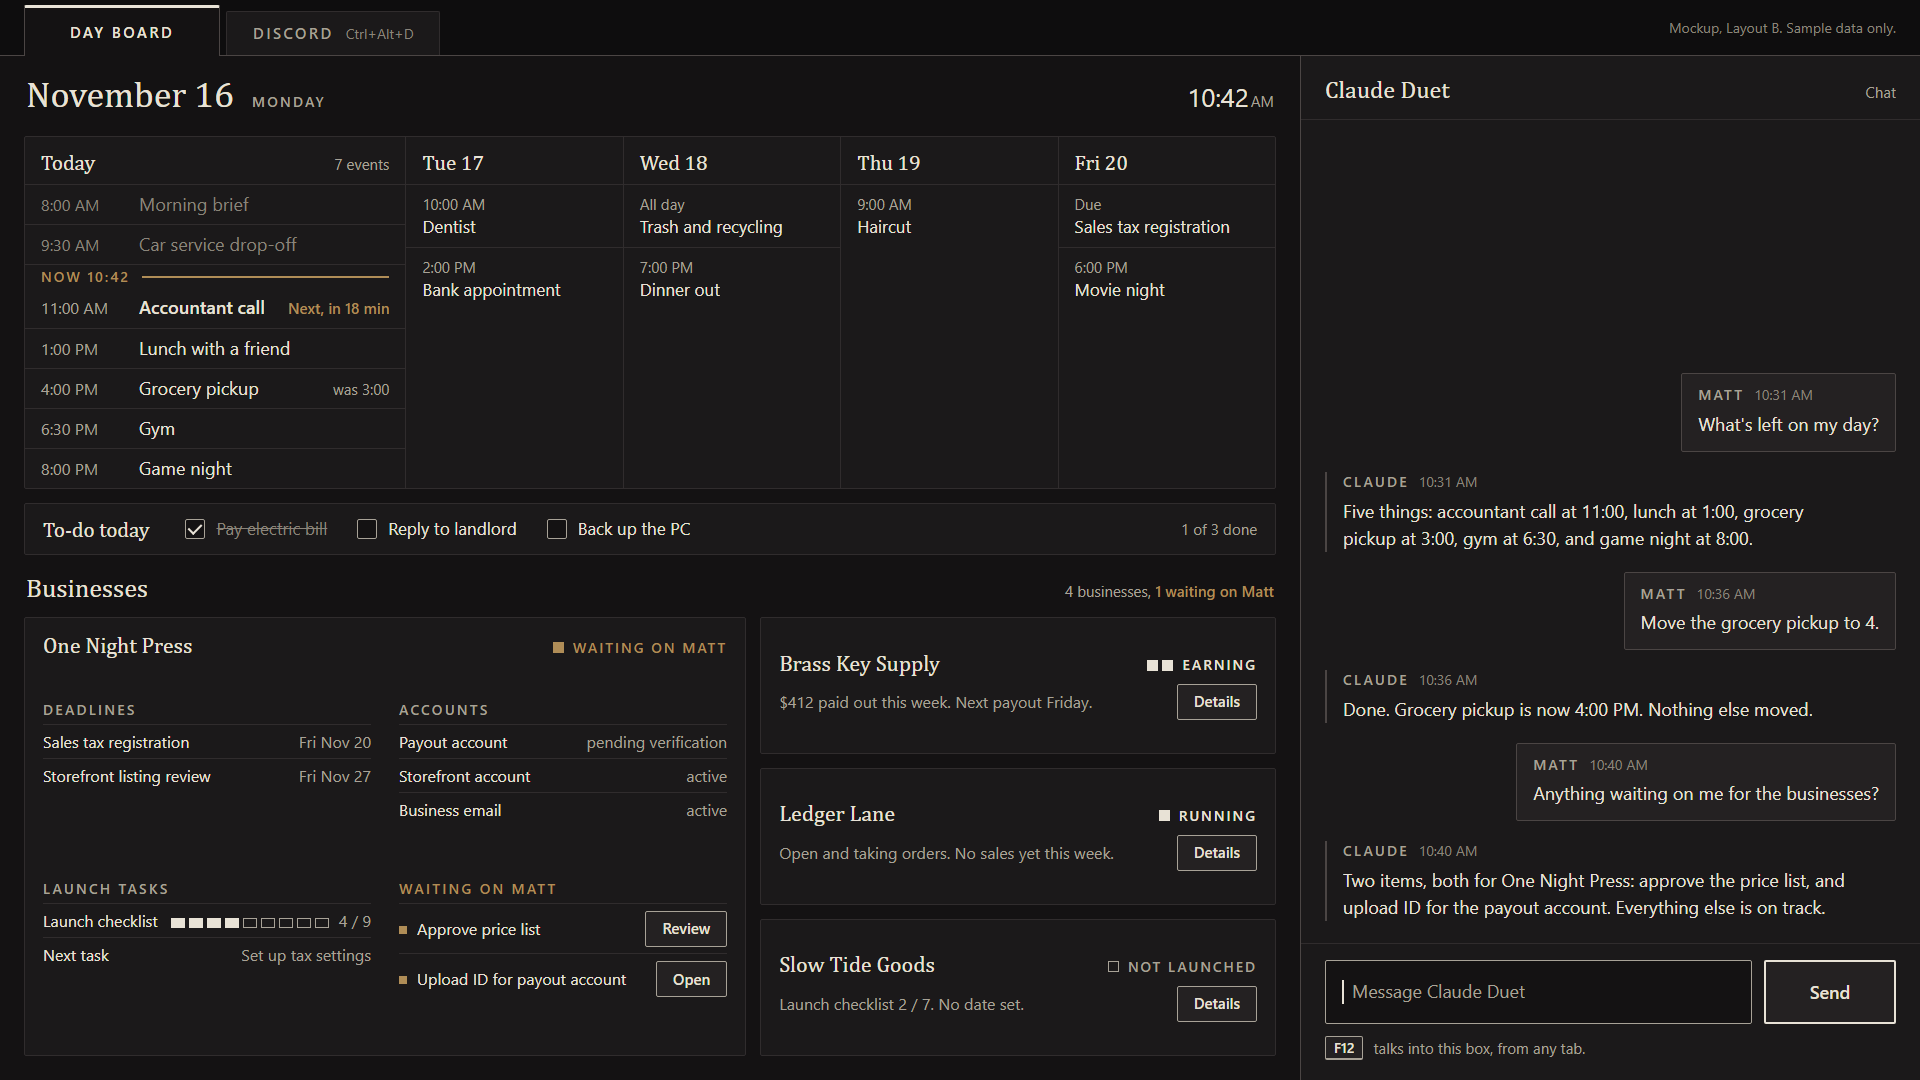 DAY BOARD
DISCORD Ctrl+Alt+D
Mockup, Layout B. Sample data only.
November 16 MONDAY
10:42 AM
Today 7 events
8:00 AM Morning brief
9:30 AM Car service drop-off
NOW 10:42
11:00 AM Accountant call Next, in 18 min
1:00 PM Lunch with a friend
4:00 PM Grocery pickup was 3:00
6:30 PM Gym
8:00 PM Game night
Tue 17
10:00 AM
Dentist
2:00 PM
Bank appointment
Wed 18
All day
Trash and recycling
7:00 PM
Dinner out
Thu 19
9:00 AM
Haircut
Fri 20
Due
Sales tax registration
6:00 PM
Movie night
To-do today Pay electric bill Reply to landlord Back up the PC 1 of 3 done
Businesses 4 businesses, 1 waiting on Matt
One Night Press WAITING ON MATT
DEADLINES
Sales tax registration Fri Nov 20
Storefront listing review Fri Nov 27
ACCOUNTS
Payout account pending verification
Storefront account active
Business email active
LAUNCH TASKS
Launch checklist 4 / 9
Next task Set up tax settings
WAITING ON MATT
Approve price list Review
Upload ID for payout account Open
Brass Key Supply EARNING
$412 paid out this week. Next payout Friday. Details
Ledger Lane RUNNING
Open and taking orders. No sales yet this week. Details
Slow Tide Goods NOT LAUNCHED
Launch checklist 2 / 7. No date set. Details
Claude Duet Chat
MATT 10:31 AM
What's left on my day?
CLAUDE 10:31 AM
Five things: accountant call at 11:00, lunch at 1:00, grocery
pickup at 3:00, gym at 6:30, and game night at 8:00.
MATT 10:36 AM
Move the grocery pickup to 4.
CLAUDE 10:36 AM
Done. Grocery pickup is now 4:00 PM. Nothing else moved.
MATT 10:40 AM
Anything waiting on me for the businesses?
CLAUDE 10:40 AM
Two items, both for One Night Press: approve the price list, and
upload ID for the payout account. Everything else is on track.
Message Claude Duet Send
F12 talks into this box, from any tab.